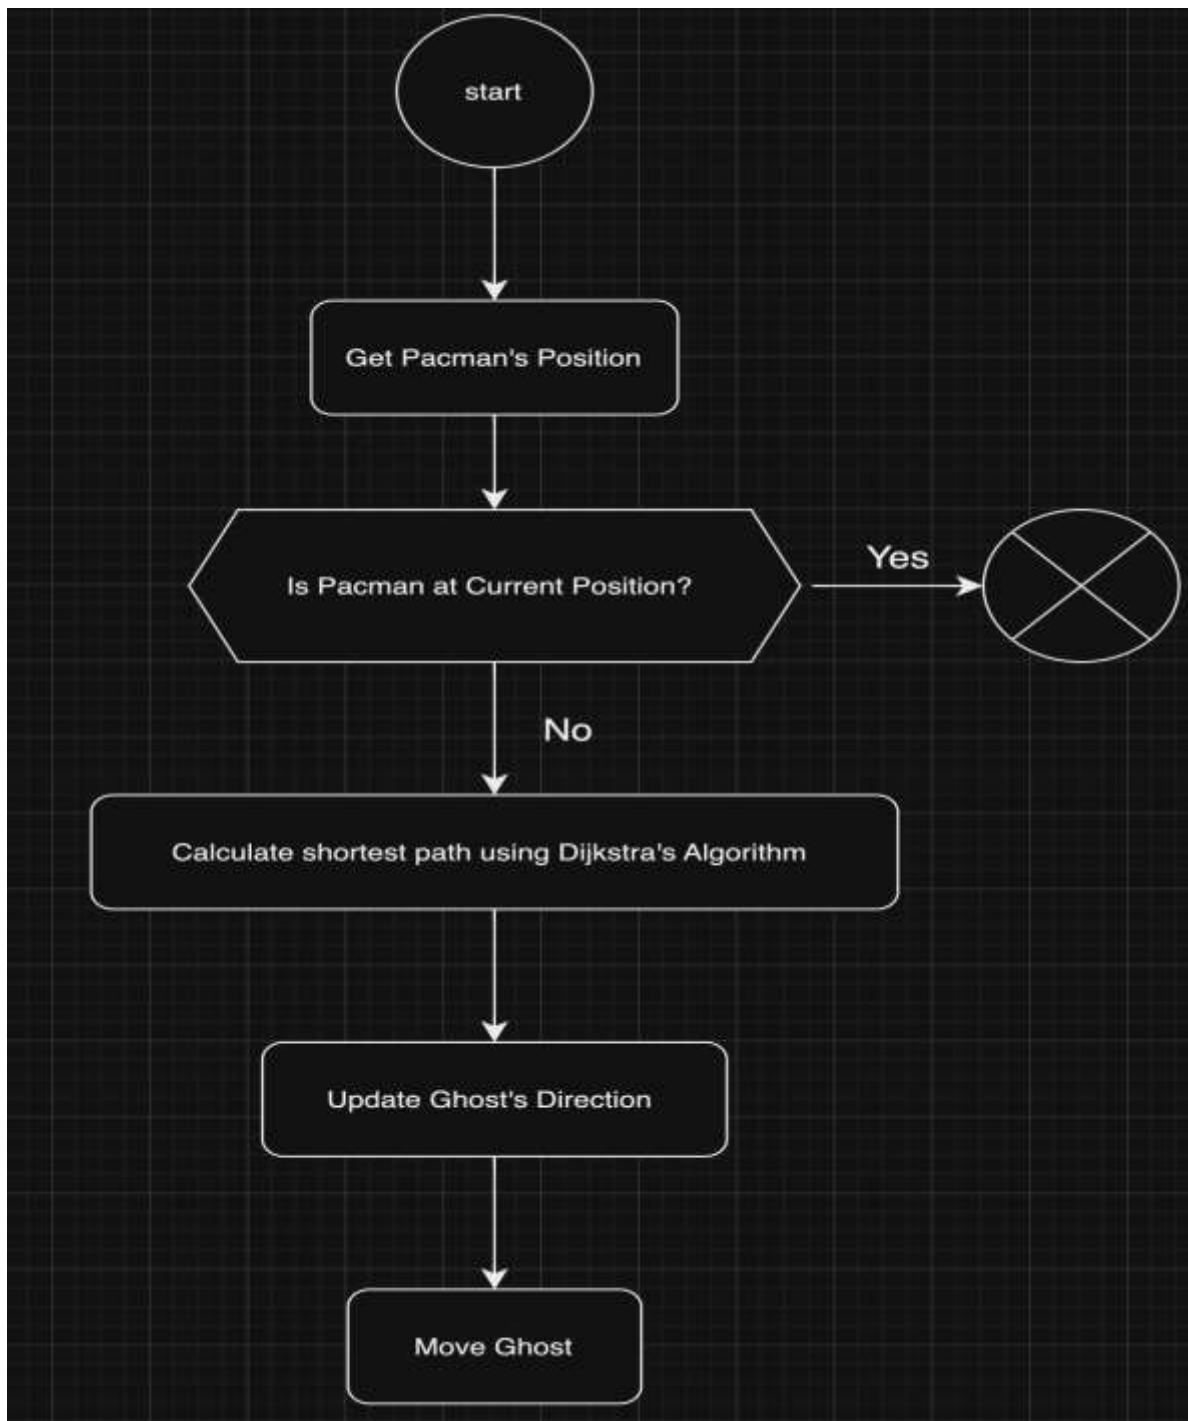 start
Get Pacman's Position
Is Pacman at Current Position?
Yes
No
Calculate shortest path using Dijkstra's Algorithm
Update Ghost's Direction
Move Ghost